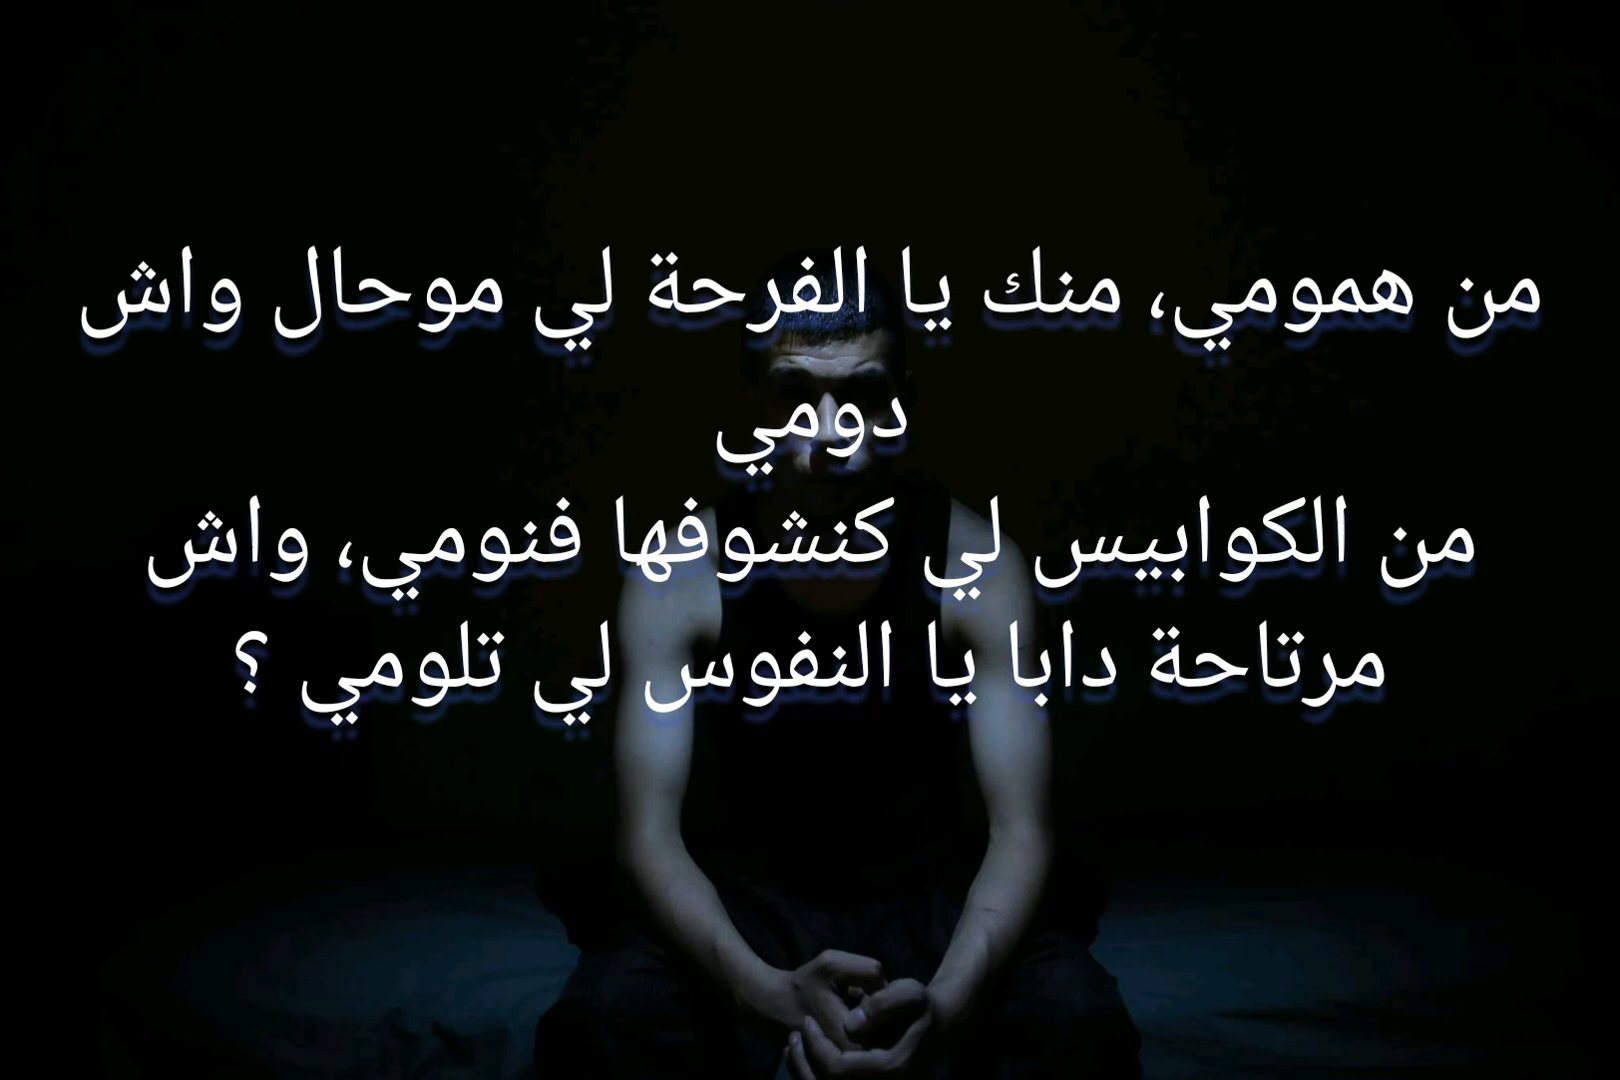 من همومي، منك يا الفرحة لي موحال واش
دومي
من الكوابيس لي كنشوفها فنومي، واش
مرتاحة دابا يا النفوس لي تلومي ؟